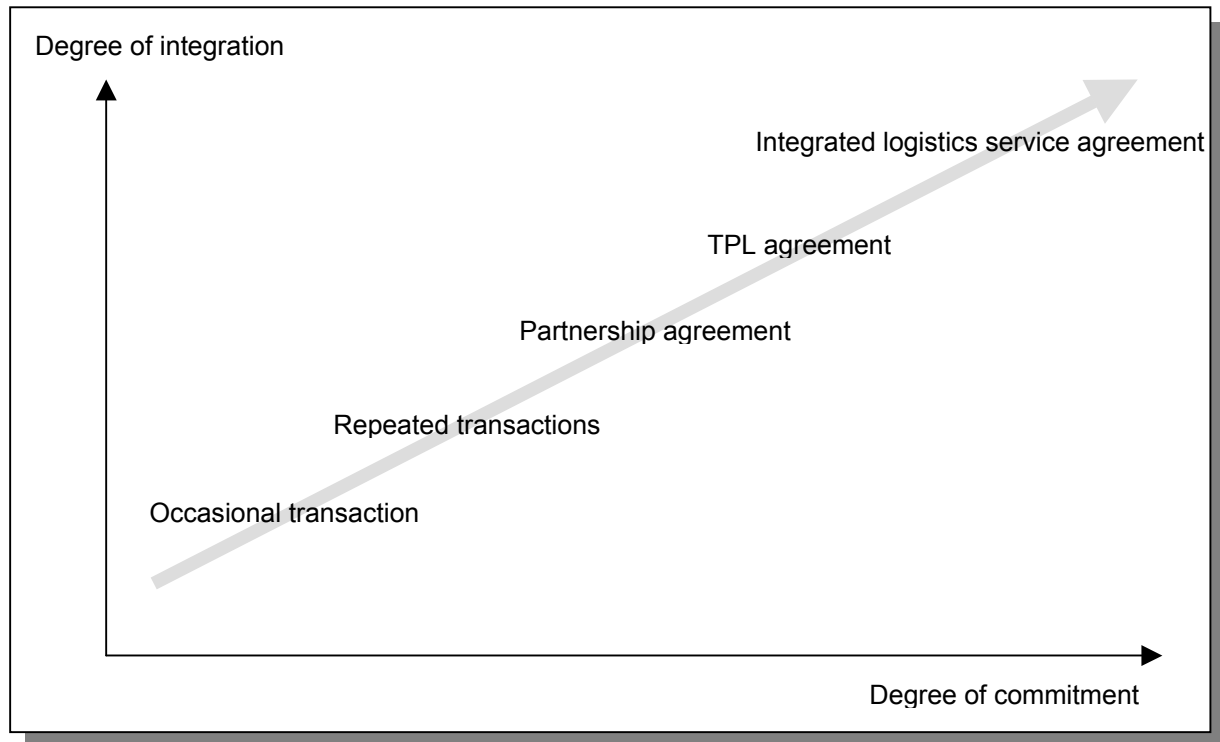 Degree of integration
Integrated logistics service agreement
TPL agreement
Partnership agreement
Repeated transactions
Occasional transaction
Degree of commitment